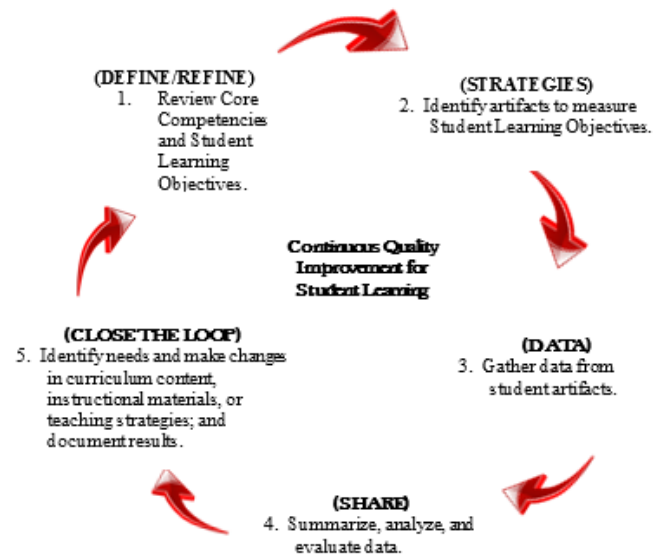 (DEFINE/REFINE)
1. Review Core
Competencies
and Student
Learning
Objectives.
(STRATEGIES)
2. Identify artifacts to measure
Student Learning Objectives.
Continuous Quality
Improvement for
Student Learning
(DATA)
3. Gather data from
student artifacts.
(SHARE)
4. Summarize, analyze, and
evaluate data.
(CLOSE THE LOOP)
5. Identify needs and make changes
in curriculum content,
instructional materials, or
teaching strategies; and
document results.